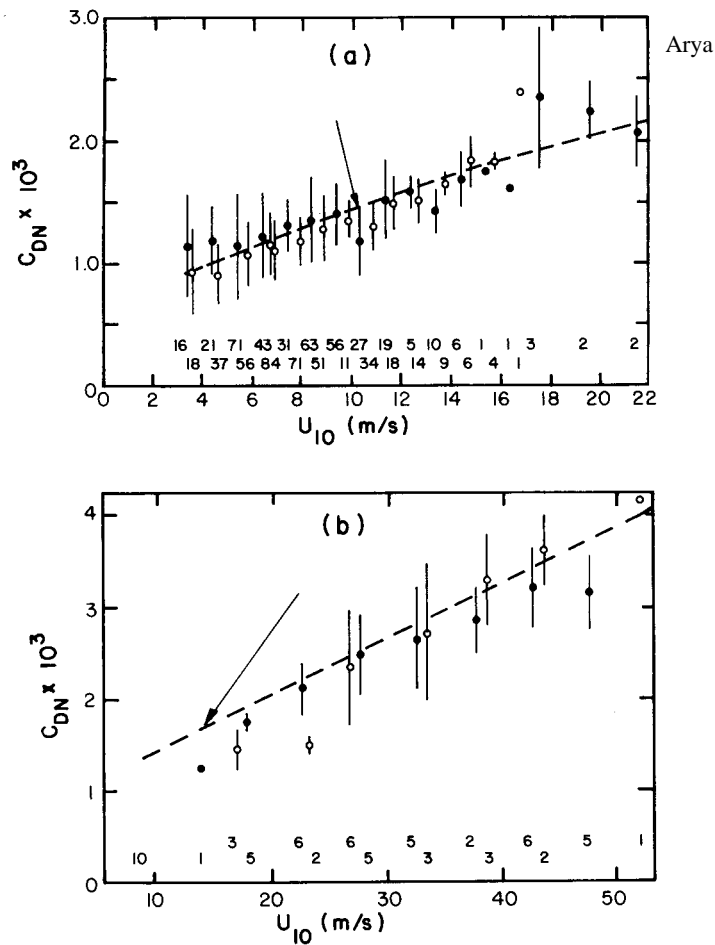 Arya
(a)
3.0
2.0
1.0
0
C_DN x 10^3
16 21 71 43 31 63 56 27 19 5 10 6 1 1 3 2 2
18 37 56 84 71 51 11 34 18 14 9 6 4 1
0 2 4 6 8 10 12 14 16 18 20 22
U_10 (m/s)
(b)
4
3
2
1
0
C_DN x 10^3
3 6 6 5 2 6 5 1
10 1 5 2 5 3 3 2
10 20 30 40 50
U_10 (m/s)